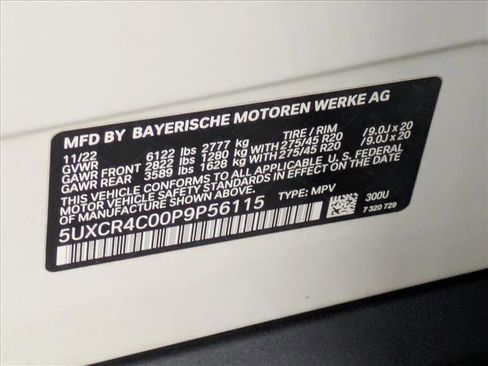 MFD BY BAYERISCHE MOTOREN WERKE AG
11/22 TIRE / RIM
GVWR 6122 lbs 2777 kg
GAWR FRONT 2822 lbs 1280 kg WITH 275/45 R20 /9.0J x 20
GAWR REAR 3589 lbs 1628 kg WITH 275/45 R20 /9.0J x 20
THIS VEHICLE CONFORMS TO ALL APPLICABLE U.S. FEDERAL
MOTOR VEHICLE SAFETY STANDARDS IN EFFECT ON THE DATE
OF MANUFACTURE SHOWN ABOVE.
5UXCR4C00P9P56115 TYPE: MPV 300U
7 320 729